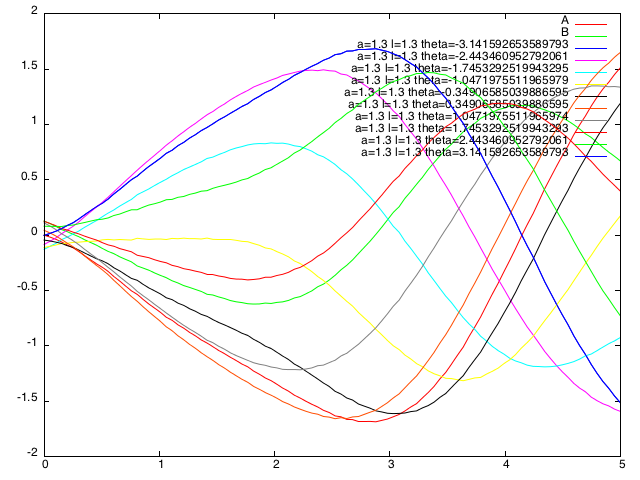 2
1.5
1
0.5
0
-0.5
-1
-1.5
-2
0
1
2
3
4
5
A
B
a=1.3 l=1.3 theta=-3.141592653589793
a=1.3 l=1.3 theta=-2.443460952792061
a=1.3 l=1.3 theta=-1.7453292519943295
a=1.3 l=1.3 theta=-1.0471975511965979
a=1.3 l=1.3 theta=-0.34906585039886595
a=1.3 l=1.3 theta=0.34906585039886595
a=1.3 l=1.3 theta=1.0471975511965974
a=1.3 l=1.3 theta=1.7453292519943293
a=1.3 l=1.3 theta=2.443460952792061
a=1.3 l=1.3 theta=3.141592653589793